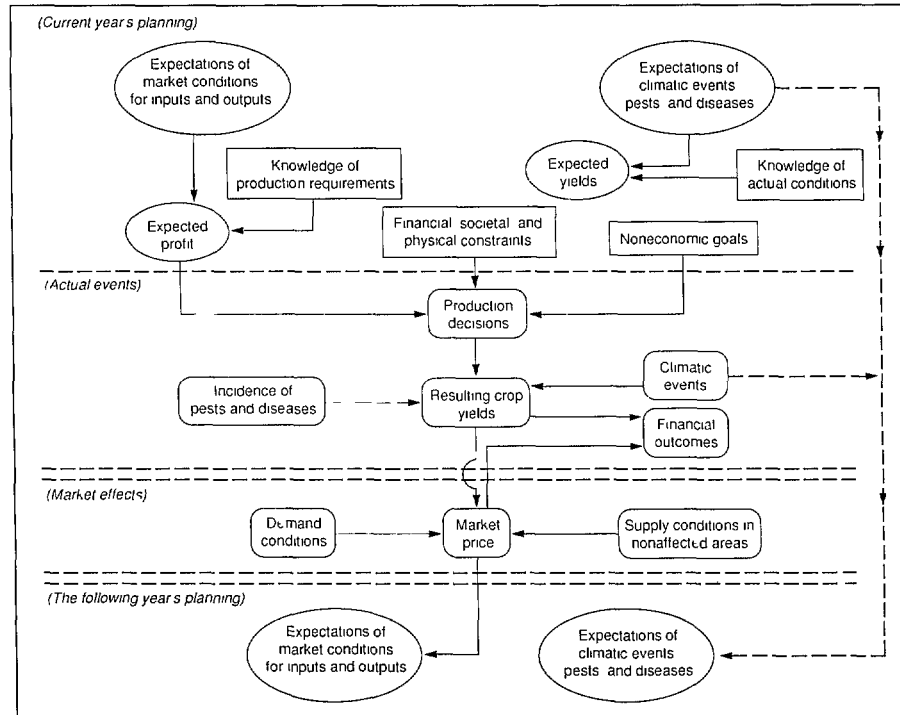 (Current year's planning)
Expectations of
market conditions
for inputs and outputs
Expectations of
climatic events
pests and diseases
Knowledge of
production requirements
Expected
yields
Knowledge of
actual conditions
Expected
profit
Financial societal and
physical constraints
Noneconomic goals
(Actual events)
Production
decisions
Incidence of
pests and diseases
Resulting crop
yields
Climatic
events
Financial
outcomes
(Market effects)
Demand
conditions
Market
price
Supply conditions in
nonaffected areas
(The following year's planning)
Expectations of
market conditions
for inputs and outputs
Expectations of
climatic events
pests and diseases